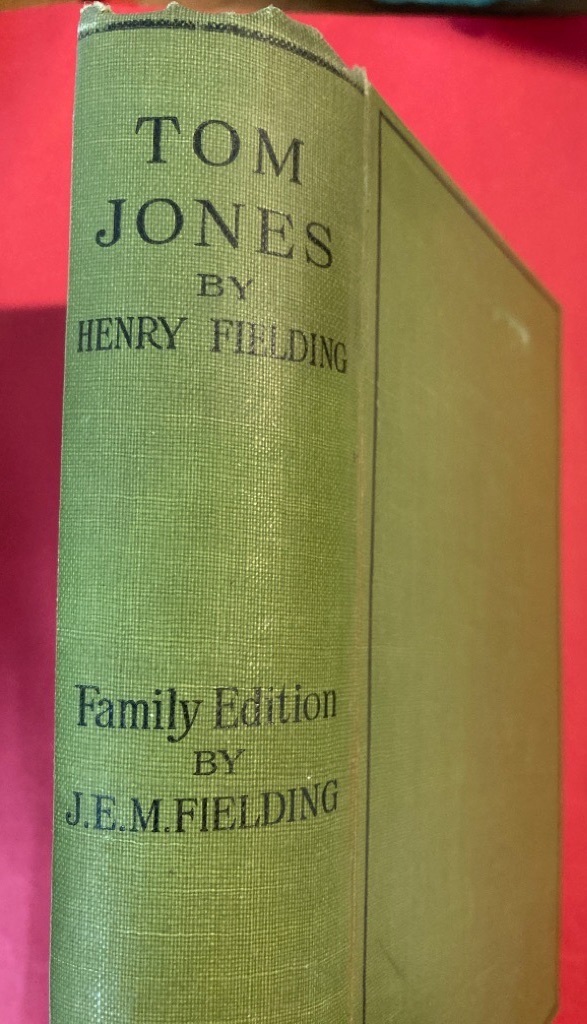 TOM
JONES
BY
HENRY FIELDING
Family Edition
BY
J.E.M.FIELDING